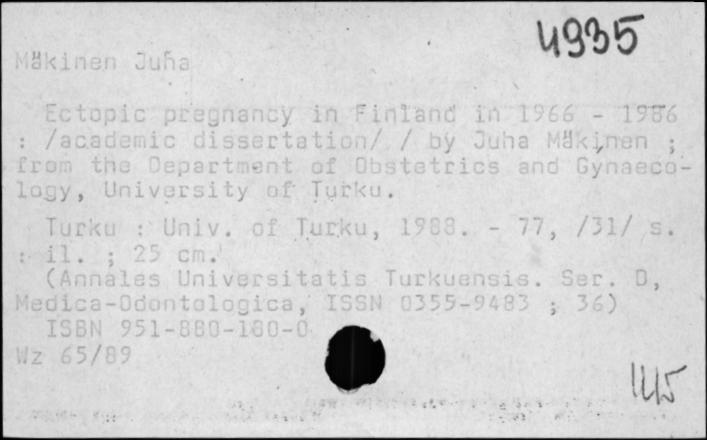 4935
Mäkinen Juha
Ectopic pregnancy in Finland in 1966 - 1986
: /academic dissertation/ / by Juha Mäkinen ;
from the Department of Obstetrics and Gynaeco-
logy, University of Turku.
Turku : Univ. of Turku, 1988. - 77, /31/ s.
: il. ; 25 cm.
(Annales Universitatis Turkuensis. Ser. D,
Medica-Odontologica, ISSN 0355-9483 ; 36)
ISBN 951-880-180-0
Wz 65/89